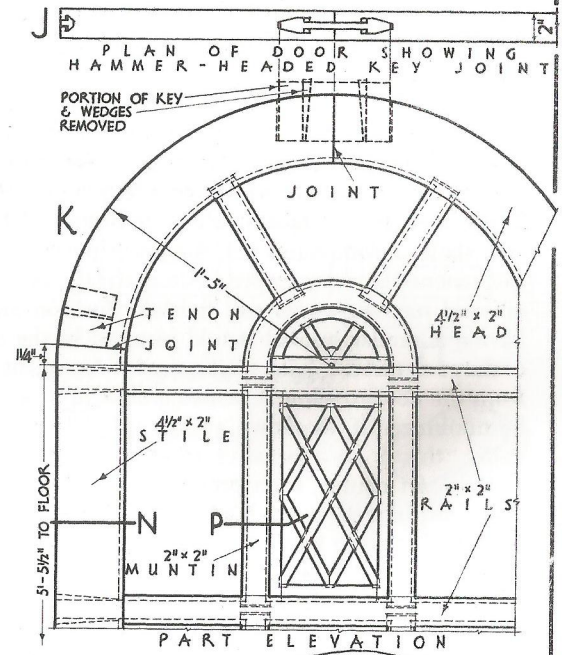 J
2"
PLAN OF DOOR SHOWING
HAMMER-HEADED KEY JOINT
PORTION OF KEY
& WEDGES
REMOVED
JOINT
K
1'-5"
TENON
JOINT
4½" × 2"
HEAD
1¼"
4½" × 2"
STILE
5'-5½" TO FLOOR
N
P
2" × 2"
RAILS
2" × 2"
MUNTIN
PART ELEVATION